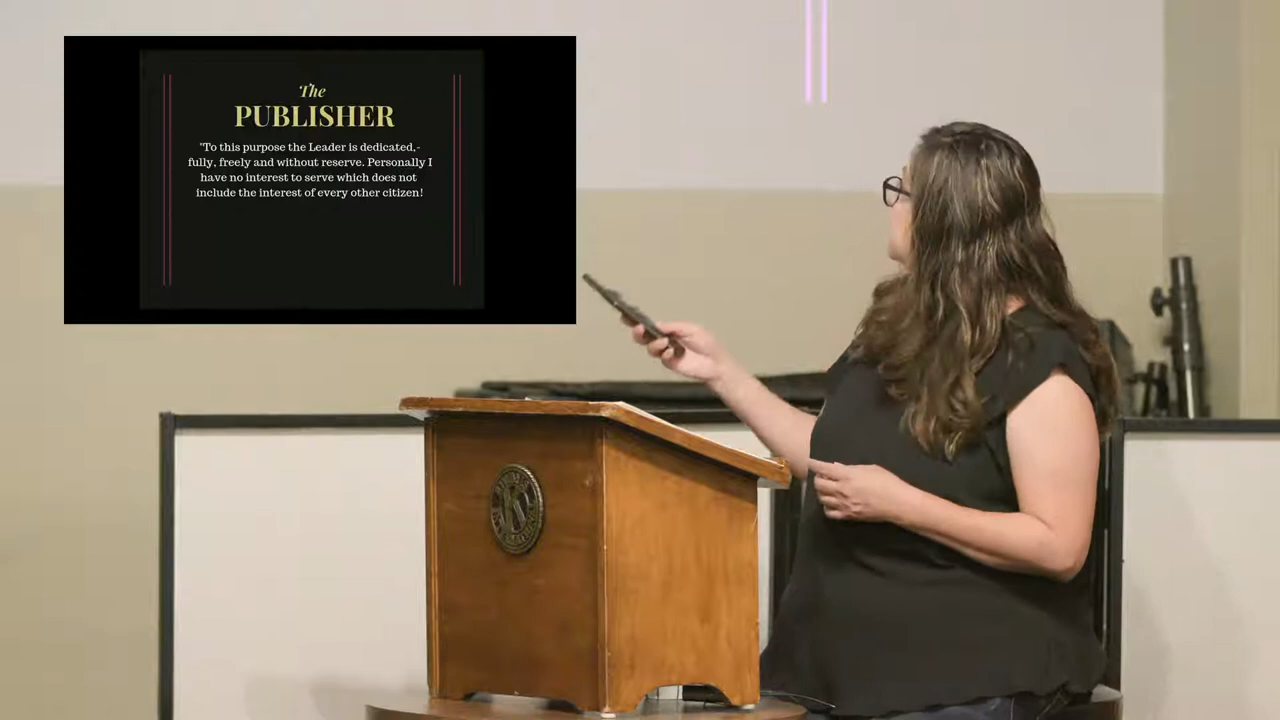 The
PUBLISHER
"To this purpose the Leader is dedicated,-
fully, freely and without reserve. Personally I
have no interest to serve which does not
include the interest of every other citizen!
K